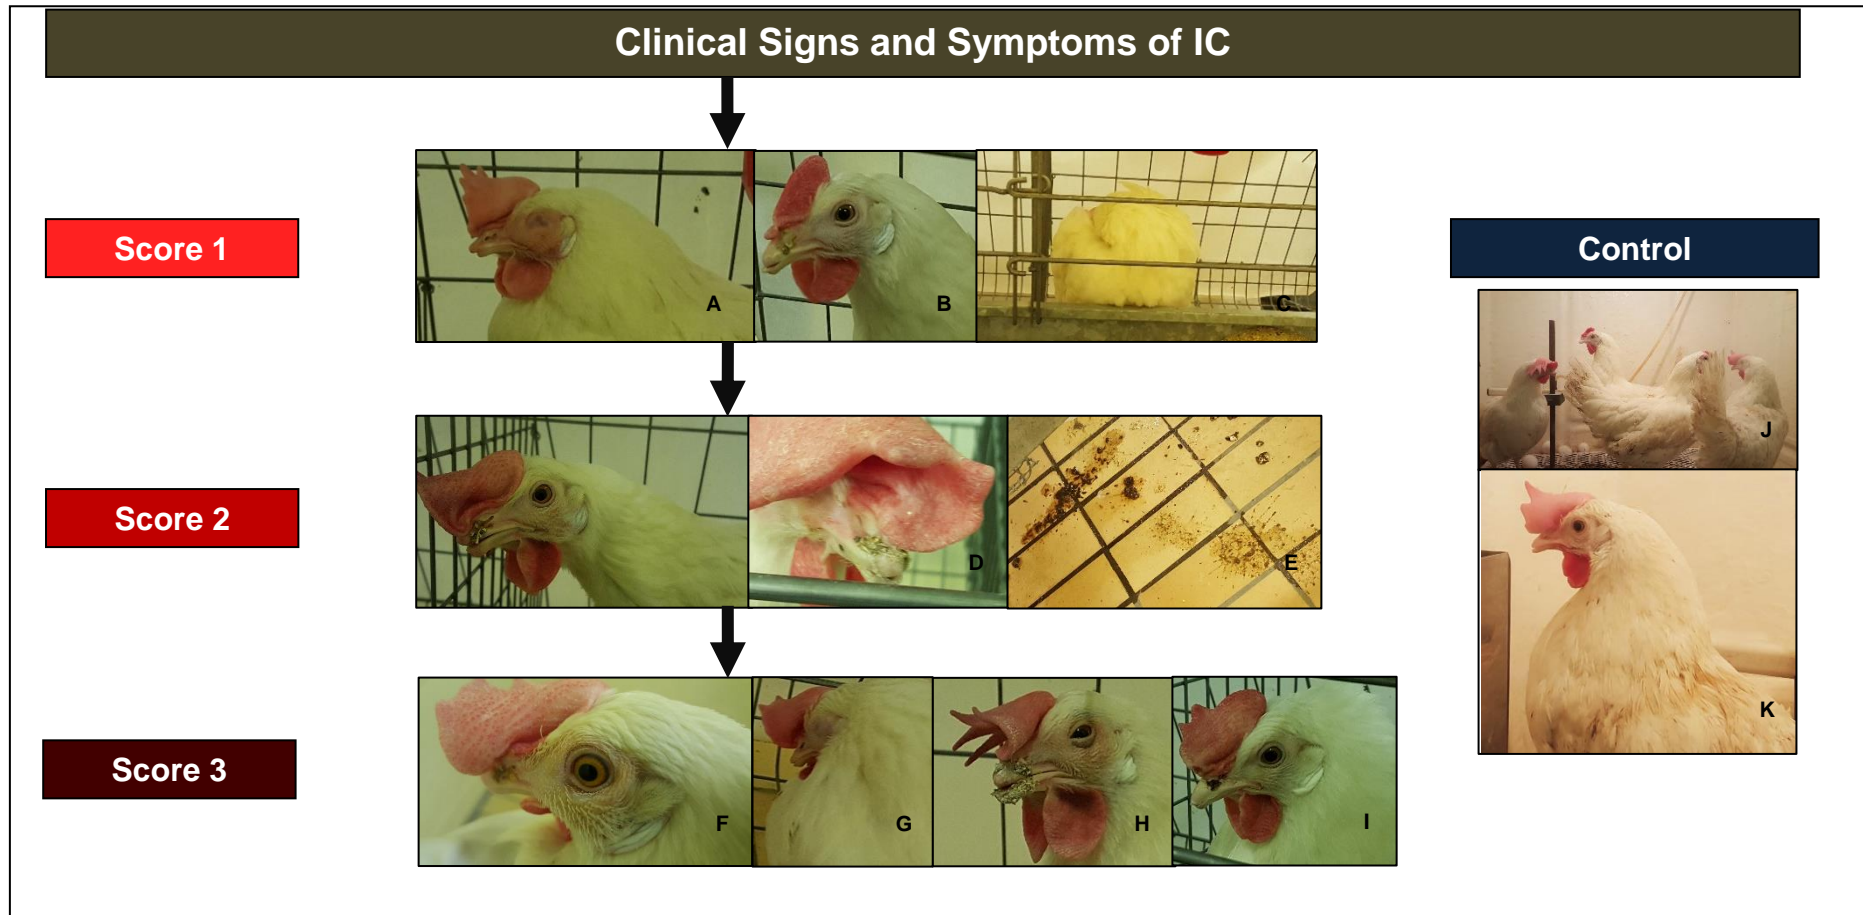 Clinical Signs and Symptoms of IC
Score 1
A
B
C
Control
J
Score 2
D
E
K
Score 3
F
G
H
I